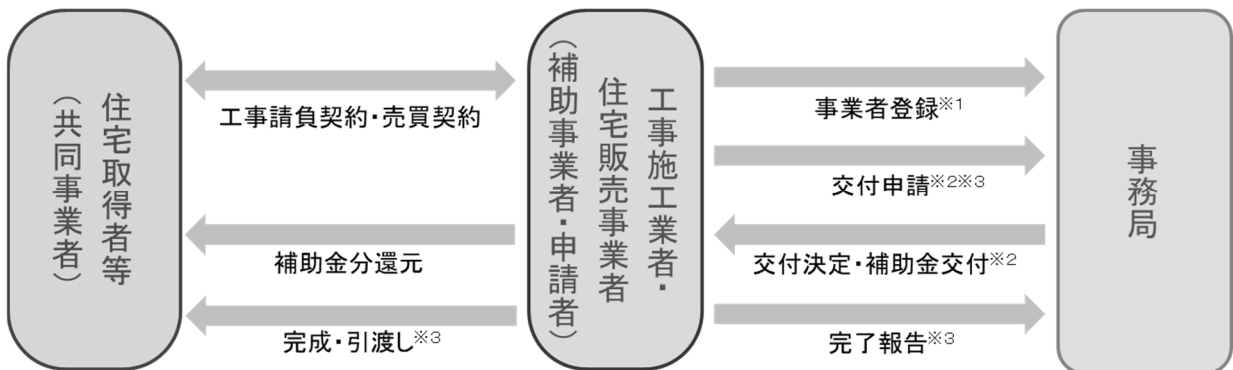 住宅取得者等
（共同事業者）
工事請負契約・売買契約
補助金分還元
完成・引渡し※3
工事施工業者・
住宅販売事業者
（補助事業者・申請者）
事業者登録※1
交付申請※2※3
交付決定・補助金交付※2
完了報告※3
事務局